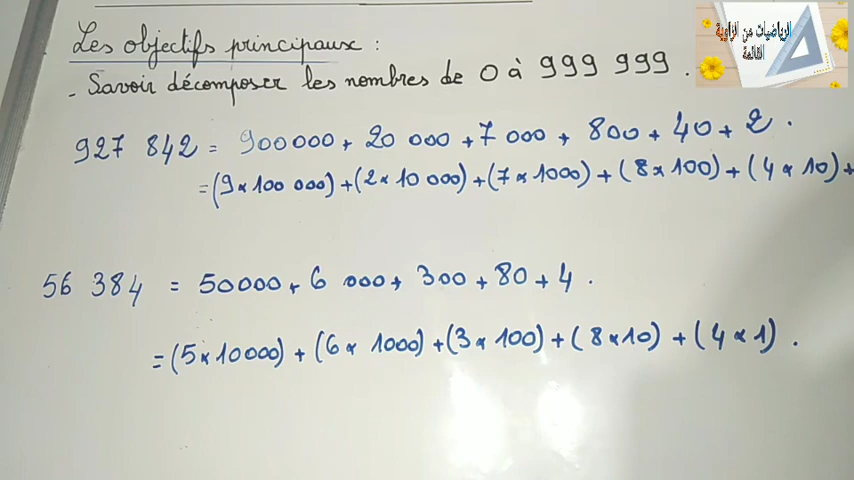 الرياضيات من الزاوية
القائمة
Les objectifs principaux :
- Savoir décomposer les nombres de 0 à 999 999 .
927 842 = 900000 + 20 000 + 7 000 + 800 + 40 + 2 .
= (9 × 100 000) + (2 × 10 000) + (7 × 1000) + (8 × 100) + (4 × 10) +
56 384 = 50000 + 6 000 + 300 + 80 + 4 .
= (5 × 10000) + (6 × 1000) + (3 × 100) + (8 × 10) + (4 × 1) .